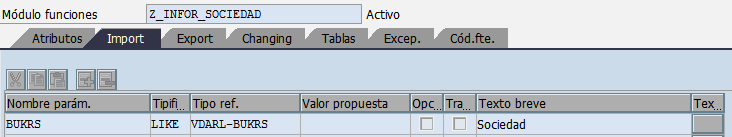 Módulo funciones Z_INFOR_SOCIEDAD Activo
Atributos Import Export Changing Tablas Excep. Cód.fte.
Nombre parám. Tipifi... Tipo ref. Valor propuesta Opc... Tra... Texto breve Tex...
BUKRS LIKE VDARL-BUKRS Sociedad